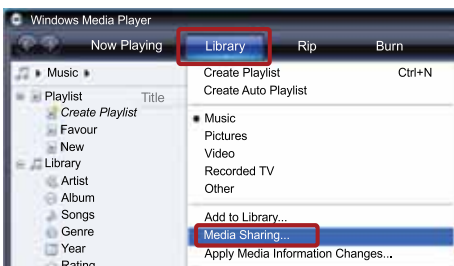 Windows Media Player
Now Playing Library Rip Burn
Music
Playlist Title
Create Playlist
Favour
New
Library
Artist
Album
Songs
Genre
Year
Rating
Create Playlist Ctrl+N
Create Auto Playlist
Music
Pictures
Video
Recorded TV
Other
Add to Library...
Media Sharing...
Apply Media Information Changes...